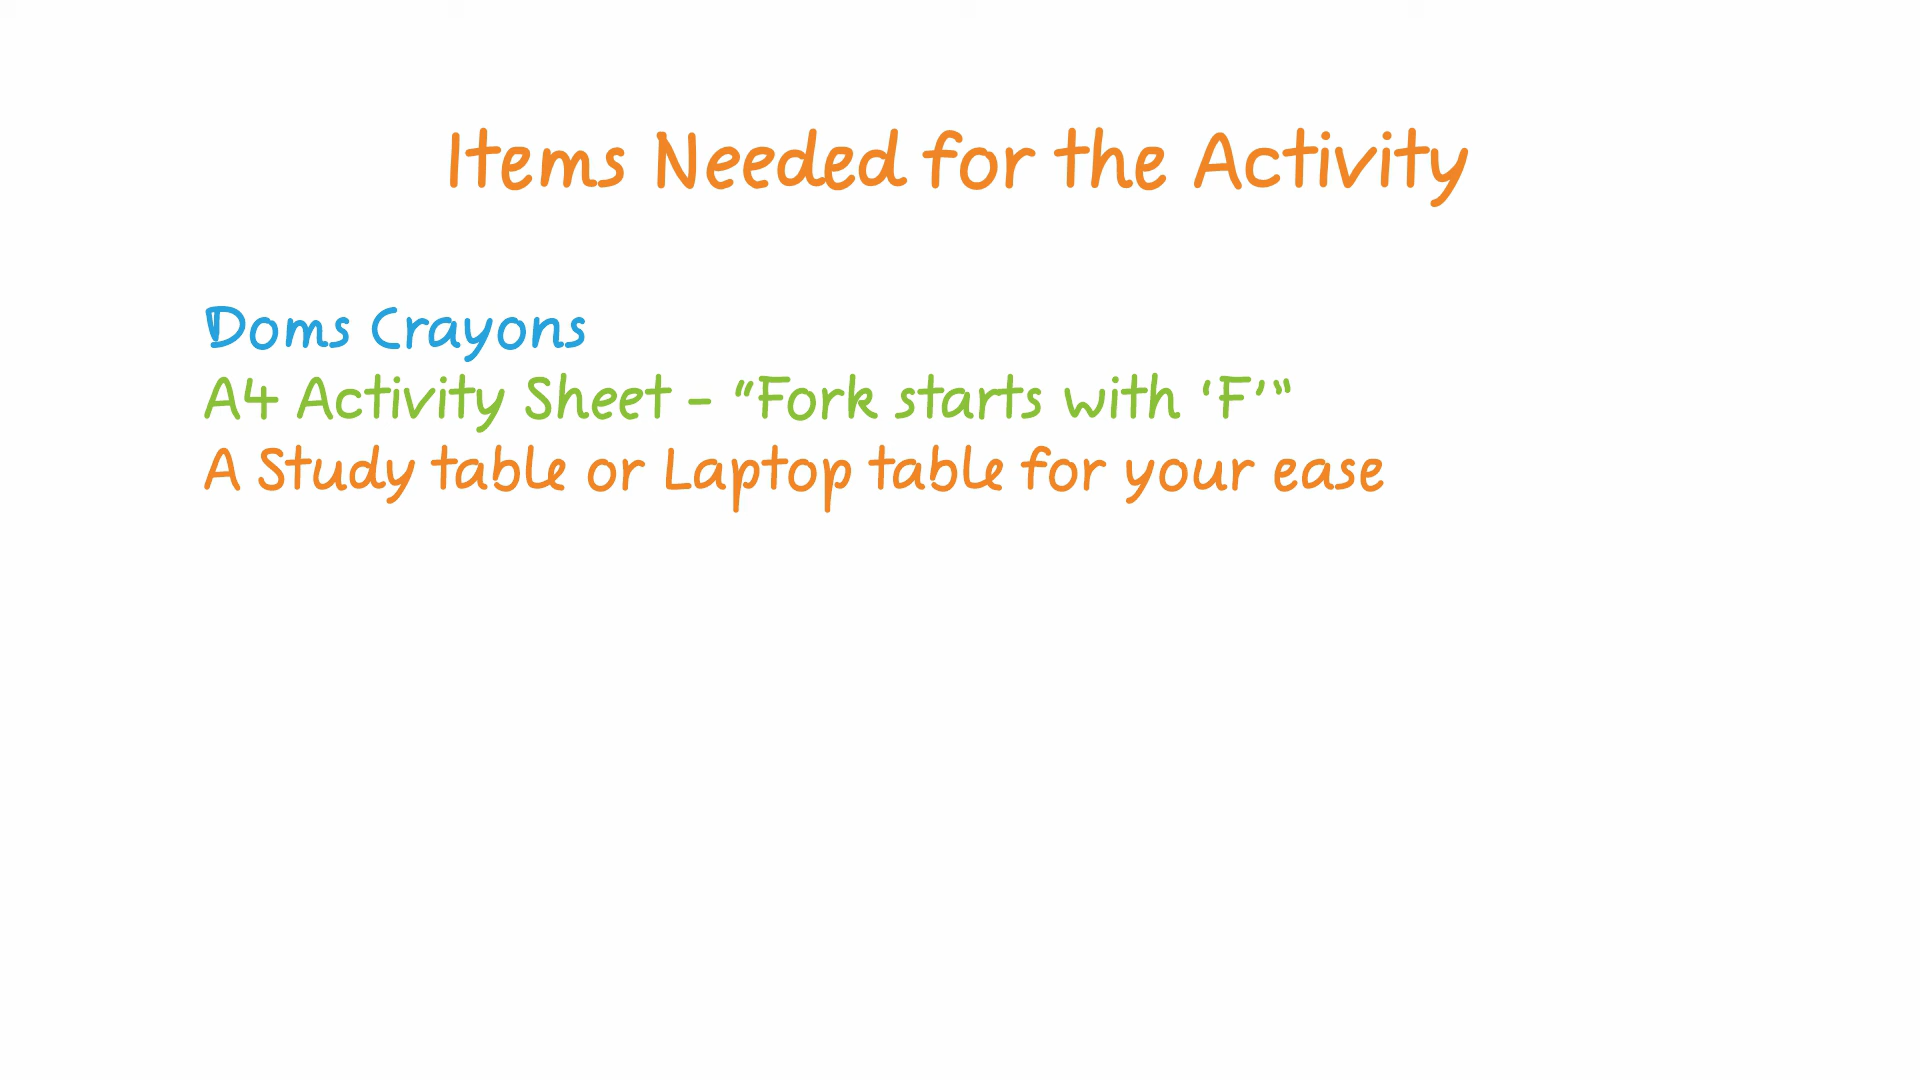 Items Needed for the Activity
Doms Crayons
A4 Activity Sheet - “Fork starts with ‘F’”
A Study table or Laptop table for your ease